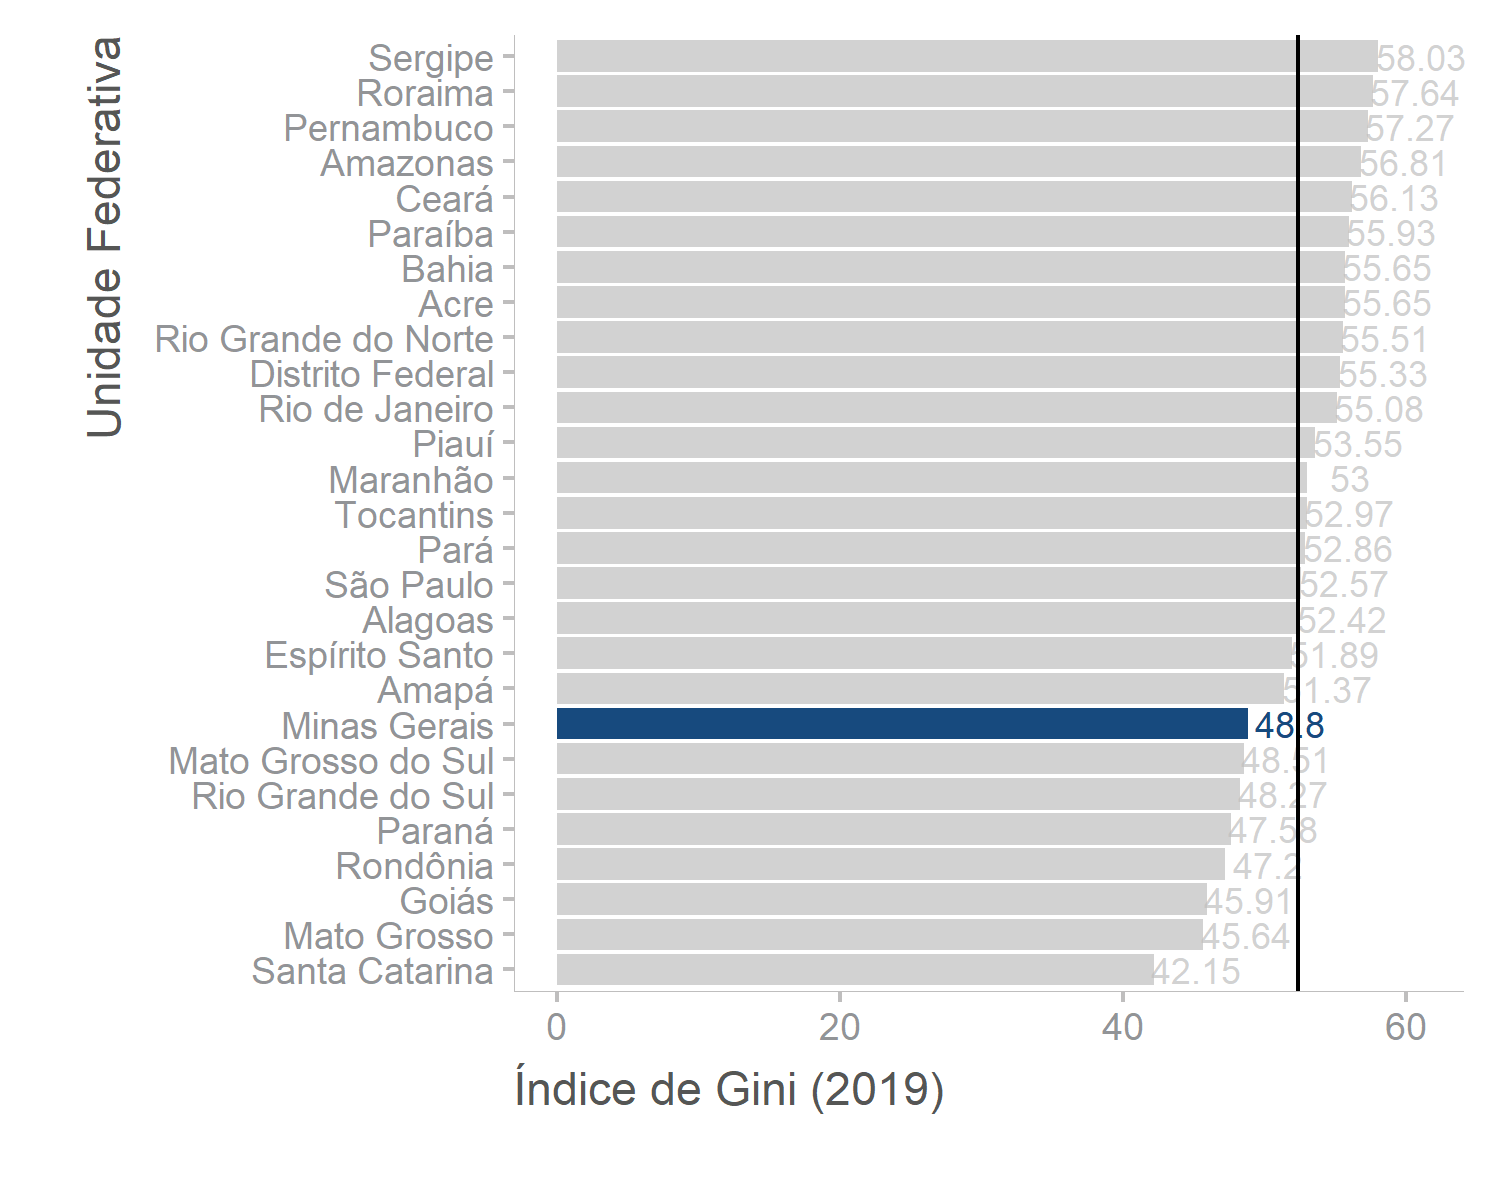 Unidade Federativa
Sergipe 58.03
Roraima 57.64
Pernambuco 57.27
Amazonas 56.81
Ceará 56.13
Paraíba 55.93
Bahia 55.65
Acre 55.65
Rio Grande do Norte 55.51
Distrito Federal 55.33
Rio de Janeiro 55.08
Piauí 53.55
Maranhão 53
Tocantins 52.97
Pará 52.86
São Paulo 52.57
Alagoas 52.42
Espírito Santo 51.89
Amapá 51.37
Minas Gerais 48.8
Mato Grosso do Sul 48.51
Rio Grande do Sul 48.27
Paraná 47.58
Rondônia 47.2
Goiás 45.91
Mato Grosso 45.64
Santa Catarina 42.15
0 20 40 60
Índice de Gini (2019)